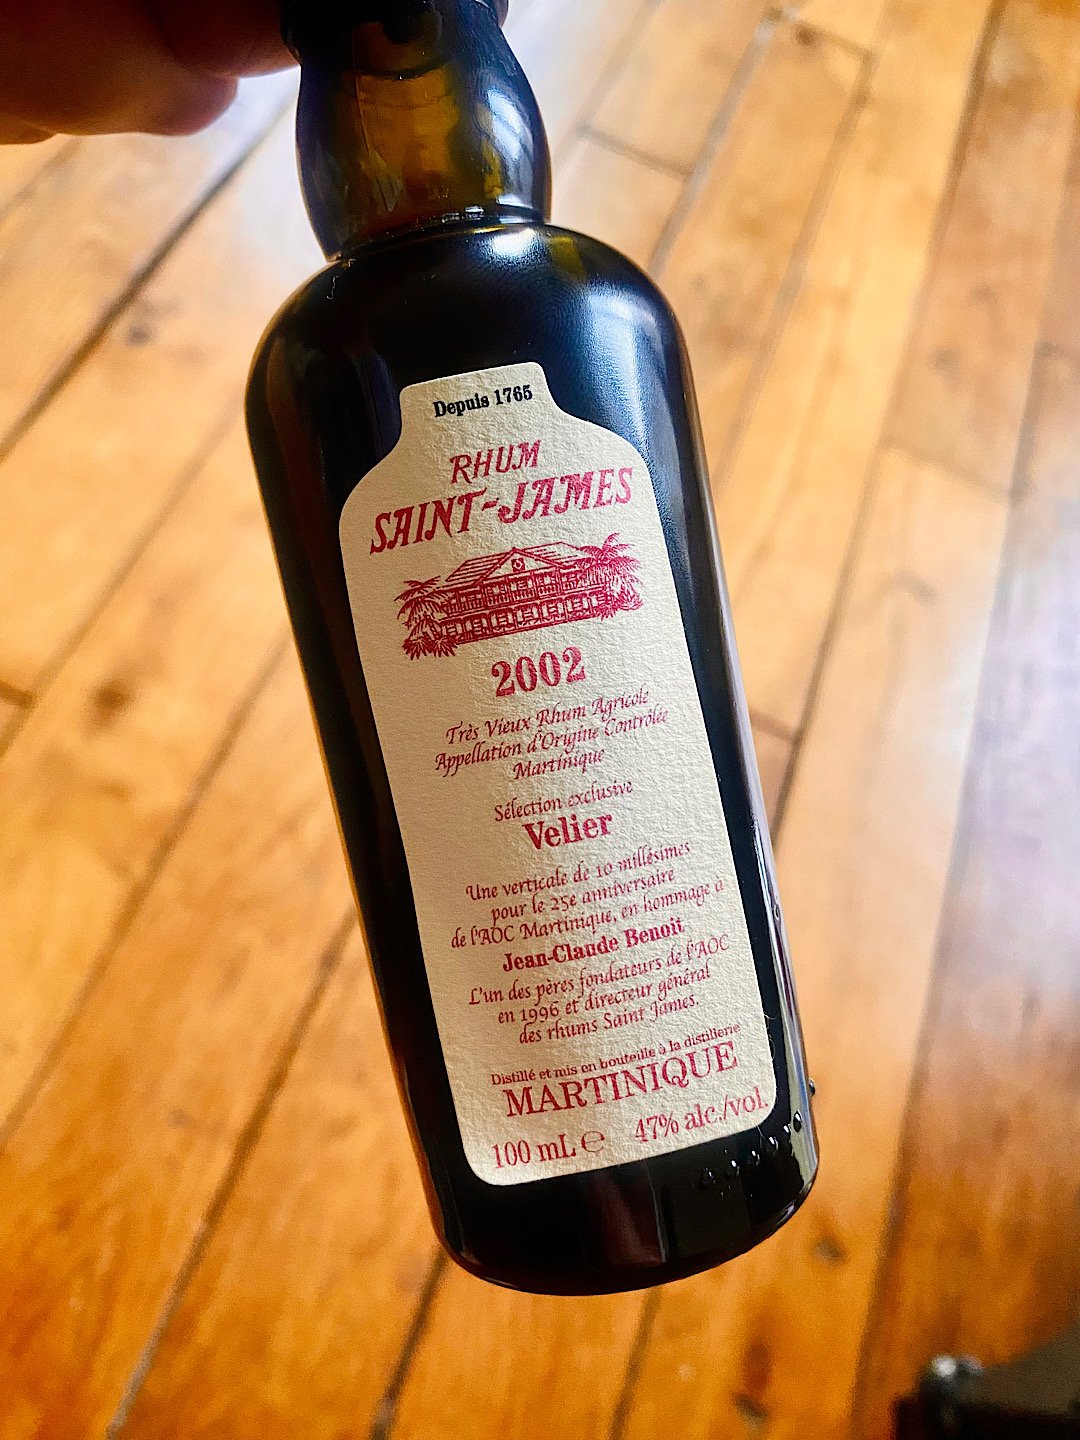 Depuis 1765
RHUM
SAINT-JAMES
2002
Très Vieux Rhum Agricole
Appellation d'Origine Contrôlée
Martinique
Sélection exclusive
Velier
Une verticale de 10 millésimes
pour le 25e anniversaire
de l'AOC Martinique, en hommage à
Jean-Claude Benoit
L'un des pères fondateurs de l'AOC
en 1996 et directeur général
des rhums Saint James.
Distillé et mis en bouteille à la distillerie
MARTINIQUE
100 mL ℮ 47% alc./vol.